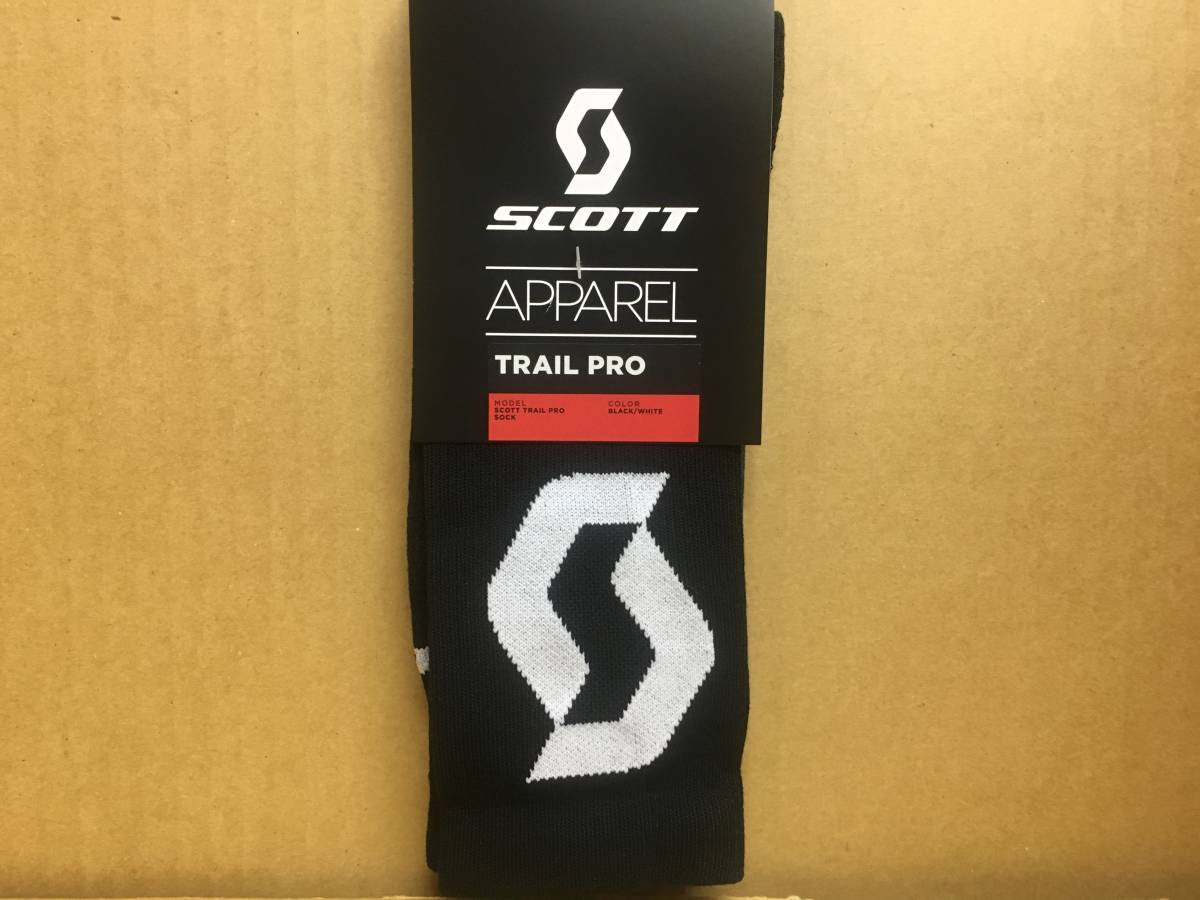 SCOTT
APPAREL
TRAIL PRO
MODEL
SCOTT TRAIL PRO
SOCK
COLOR
BLACK/WHITE